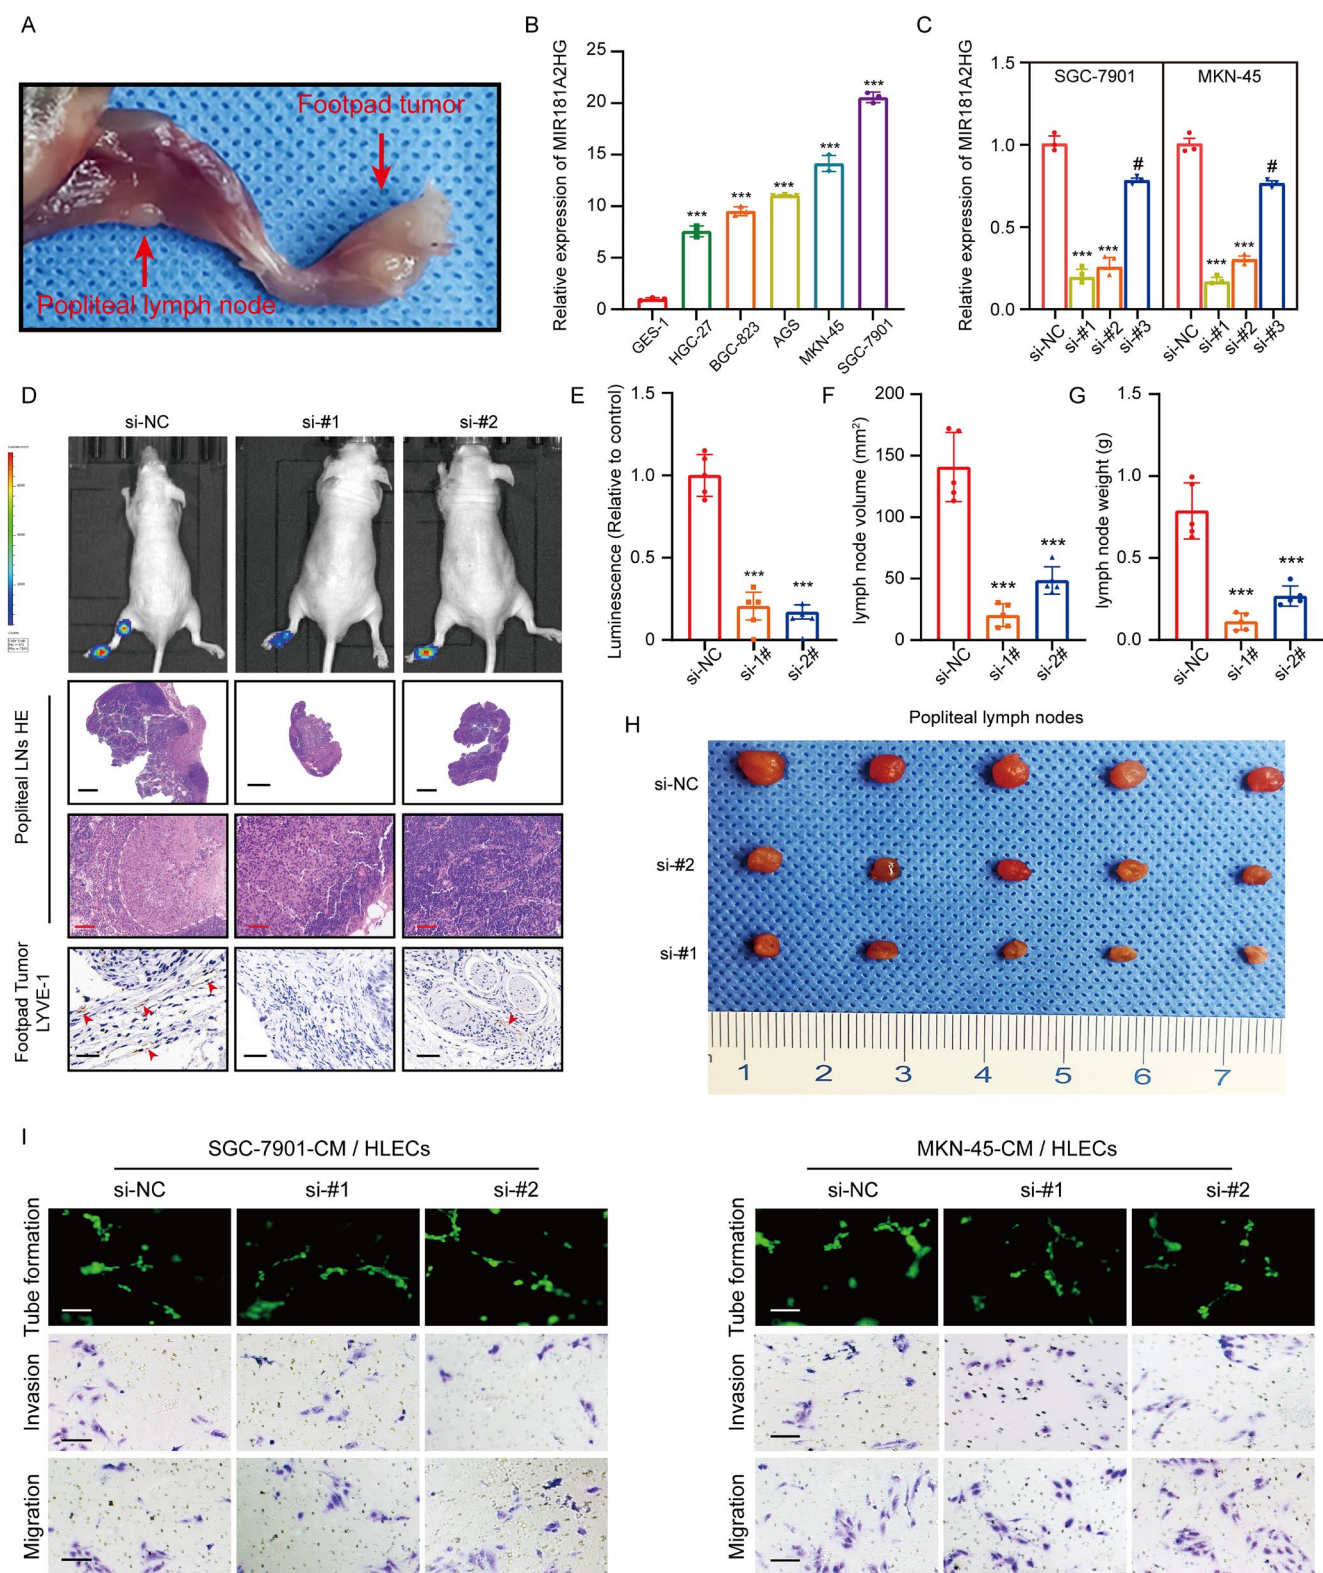 A
Footpad tumor
Popliteal lymph node
B
Relative expression of MIR181A2HG
25
20
15
10
5
0
***
***
***
***
***
GES-1
HGC-27
BGC-823
AGS
MKN-45
SGC-7901
C
Relative expression of MIR181A2HG
1.5
1.0
0.5
0.0
SGC-7901
MKN-45
***
***
#
***
***
#
si-NC
si-#1
si-#2
si-#3
si-NC
si-#1
si-#2
si-#3
D
si-NC
si-#1
si-#2
Popliteal LNs HE
Footpad Tumor
LYVE-1
E
Luminescence (Relative to control)
1.5
1.0
0.5
0
***
***
si-NC
si-1#
si-2#
F
lymph node volume (mm²)
200
150
100
50
0
***
***
si-NC
si-1#
si-2#
G
lymph node weight (g)
1.5
1.0
0.5
0.0
***
***
si-NC
si-1#
si-2#
H
Popliteal lymph nodes
si-NC
si-#2
si-#1
1 2 3 4 5 6 7
I
SGC-7901-CM / HLECs
si-NC
si-#1
si-#2
Tube formation
Invasion
Migration
MKN-45-CM / HLECs
si-NC
si-#1
si-#2
Tube formation
Invasion
Migration